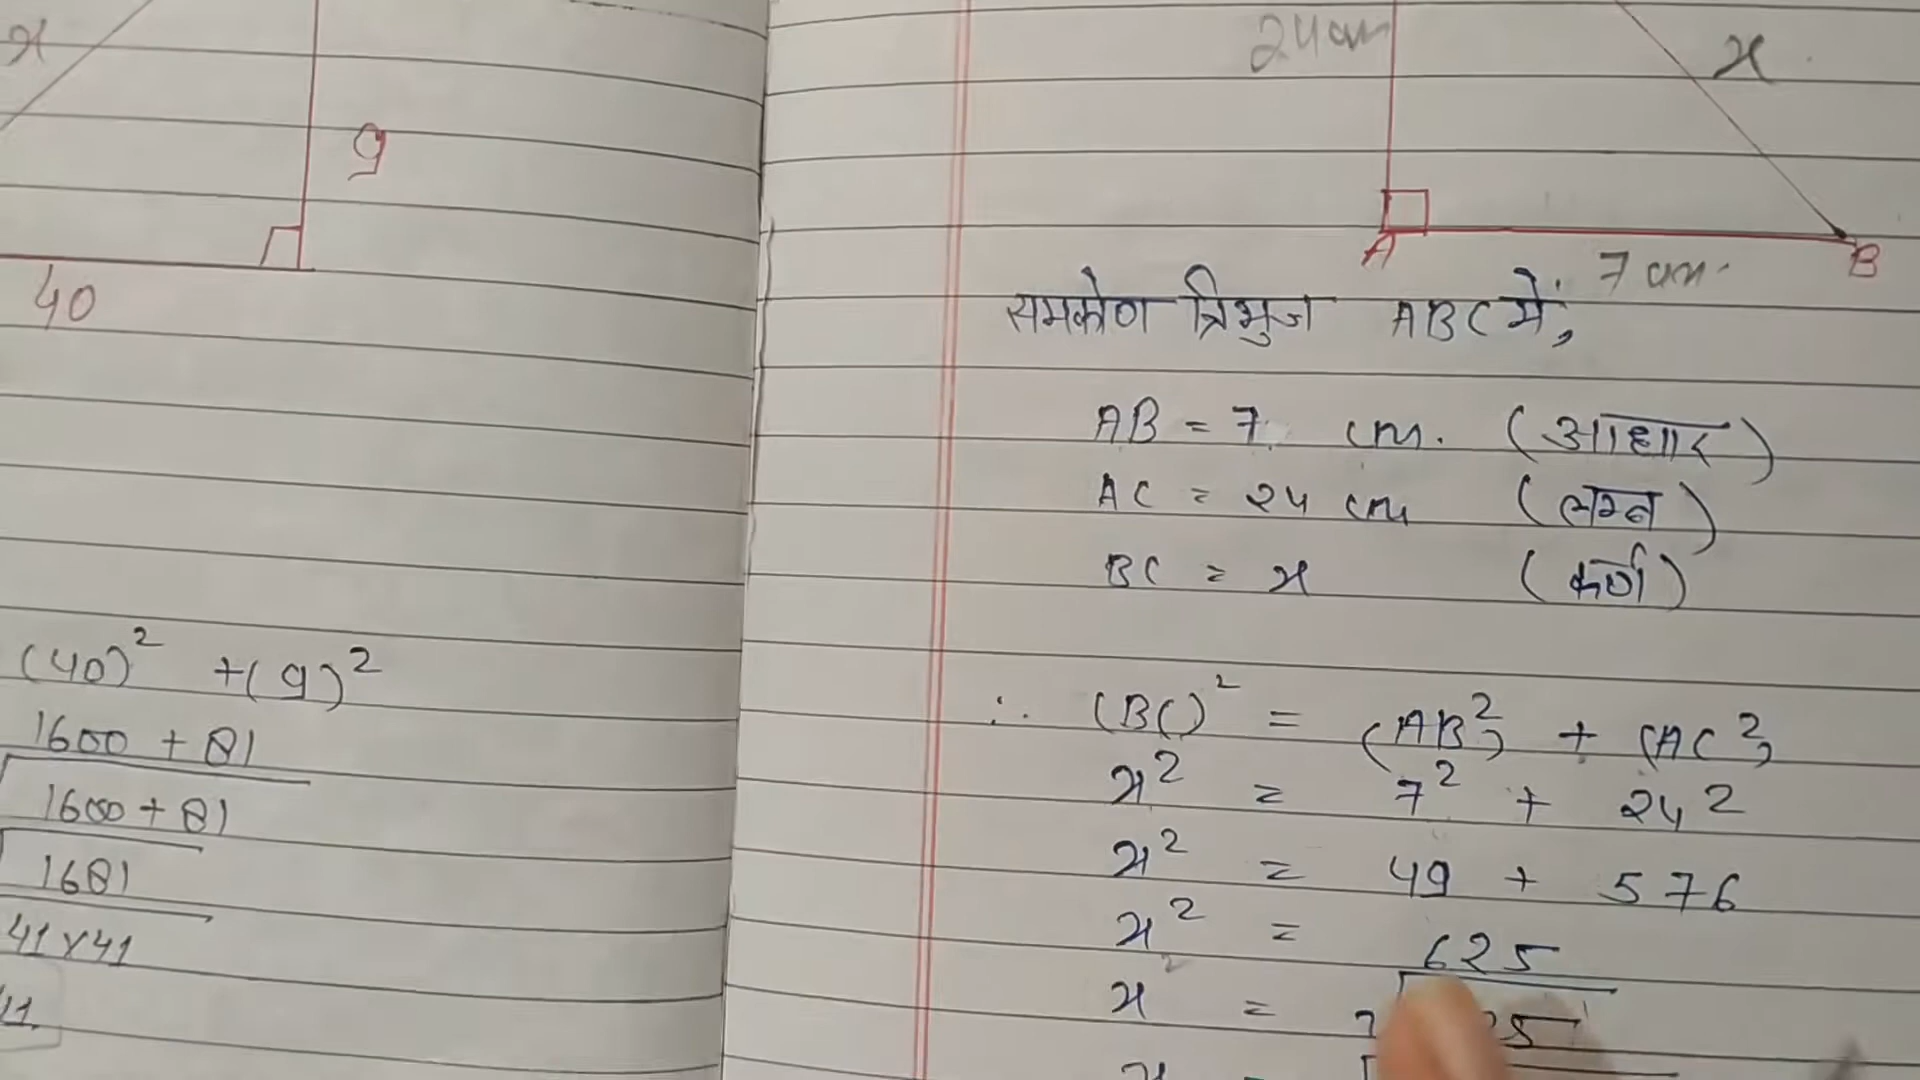 x
9
40
(40)² + (9)²
1600 + 81
√1600 + 81
√1681
√41×41
41
24cm
x
A
B
7 cm.
समकोण त्रिभुज ABC में,
AB = 7 cm. (आधार)
AC = 24 cm (लम्ब)
BC = x (कर्ण)
∴ (BC)² = (AB²) + (AC²)
x² = 7² + 24²
x² = 49 + 576
x² = 625
x =
x =